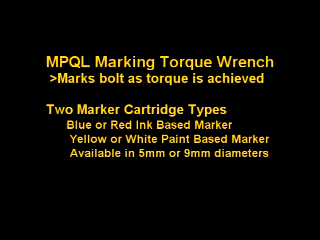 MPQL Marking Torque Wrench
>Marks bolt as torque is achieved
Two Marker Cartridge Types
Blue or Red Ink Based Marker
Yellow or White Paint Based Marker
Available in 5mm or 9mm diameters